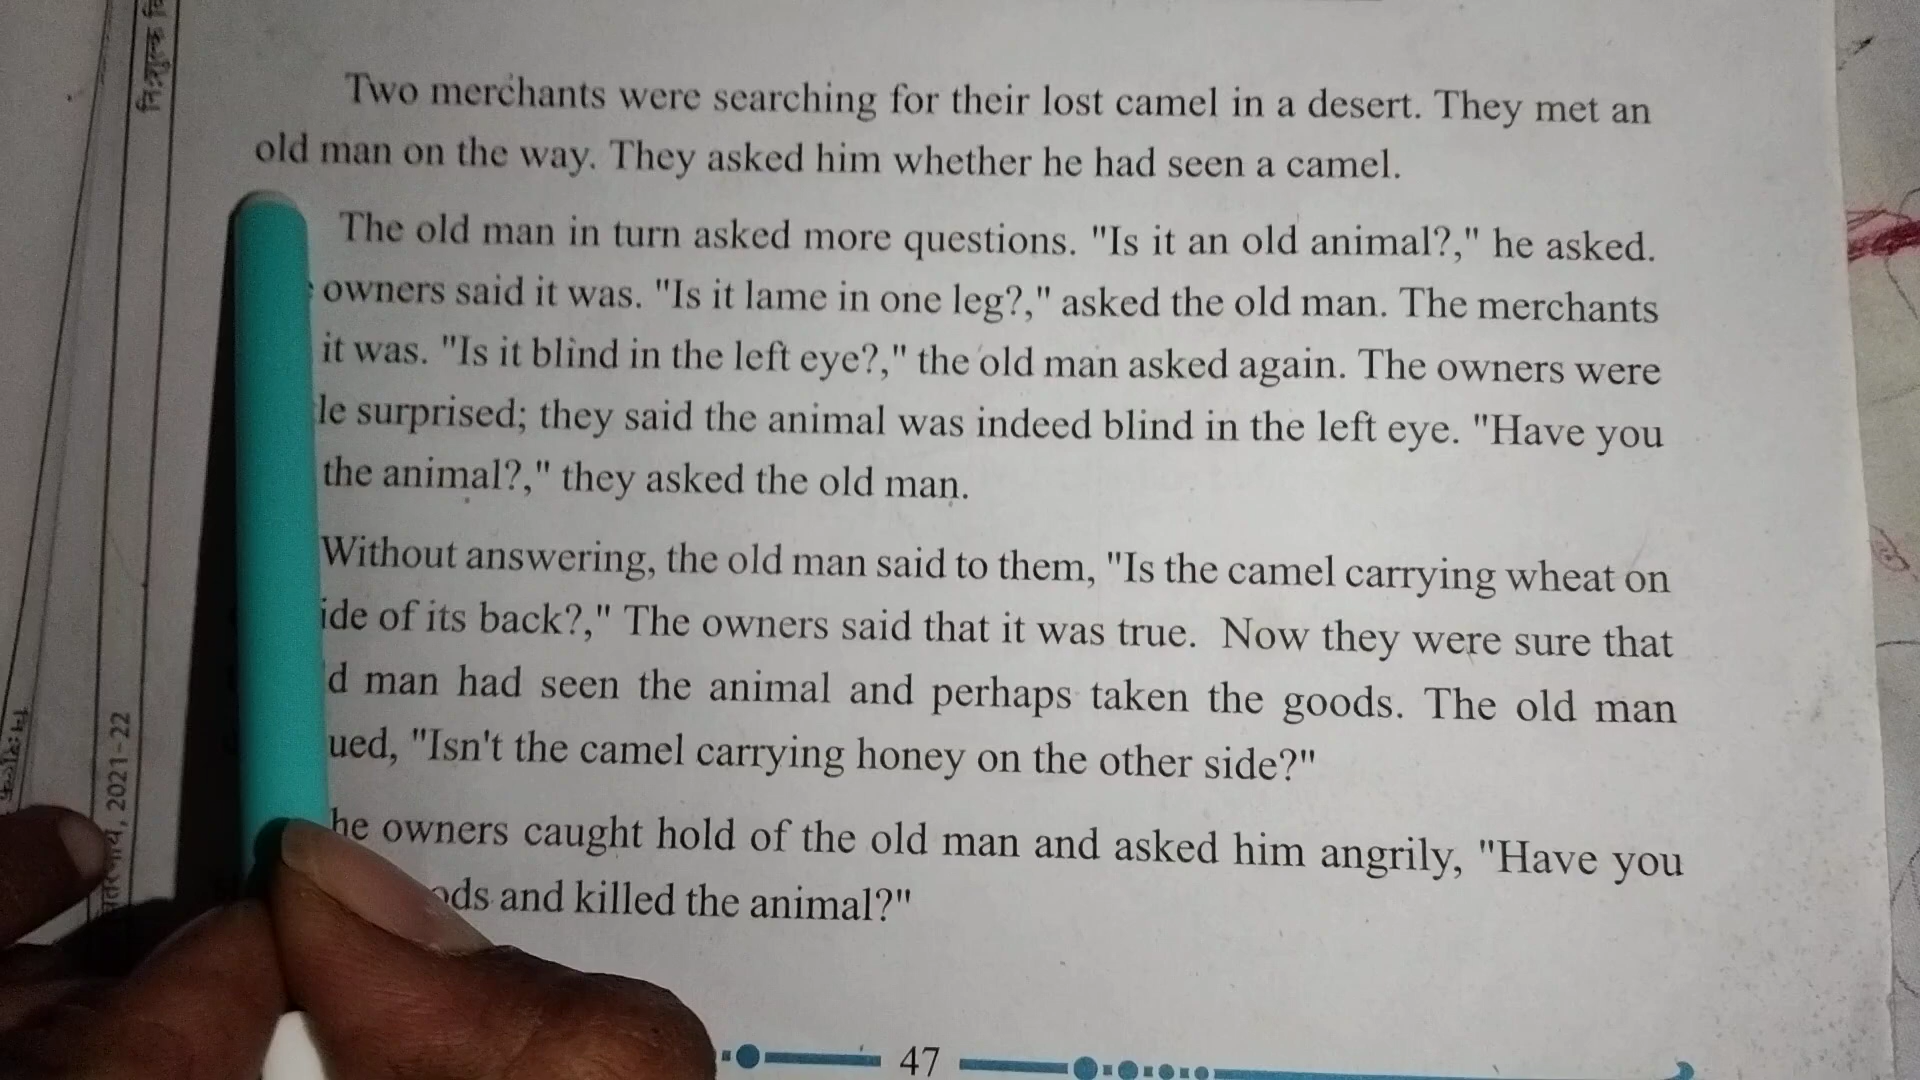 Two merchants were searching for their lost camel in a desert. They met an
old man on the way. They asked him whether he had seen a camel.
The old man in turn asked more questions. "Is it an old animal?," he asked.
owners said it was. "Is it lame in one leg?," asked the old man. The merchants
it was. "Is it blind in the left eye?," the old man asked again. The owners were
le surprised; they said the animal was indeed blind in the left eye. "Have you
the animal?," they asked the old man.
Without answering, the old man said to them, "Is the camel carrying wheat on
ide of its back?," The owners said that it was true. Now they were sure that
d man had seen the animal and perhaps taken the goods. The old man
ued, "Isn't the camel carrying honey on the other side?"
he owners caught hold of the old man and asked him angrily, "Have you
ods and killed the animal?"
47
2021-22